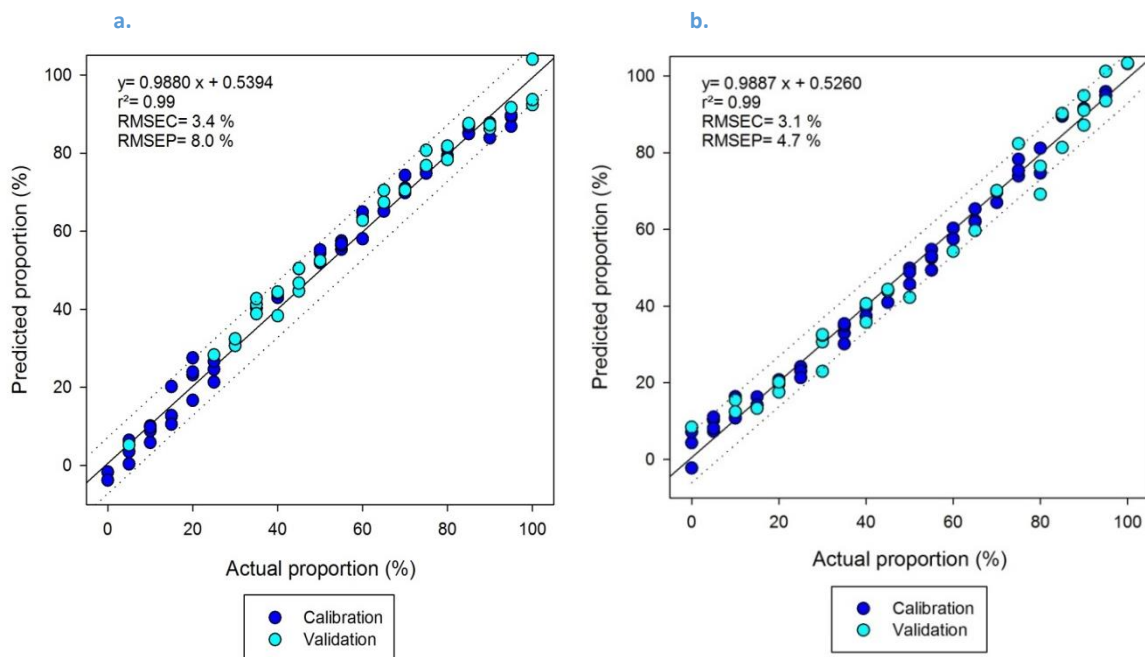 a.
y= 0.9880 x + 0.5394
r²= 0.99
RMSEC= 3.4 %
RMSEP= 8.0 %
Predicted proportion (%)
100
80
60
40
20
0
0 20 40 60 80 100
Actual proportion (%)
Calibration
Validation
b.
y= 0.9887 x + 0.5260
r²= 0.99
RMSEC= 3.1 %
RMSEP= 4.7 %
Predicted proportion (%)
100
80
60
40
20
0
0 20 40 60 80 100
Actual proportion (%)
Calibration
Validation